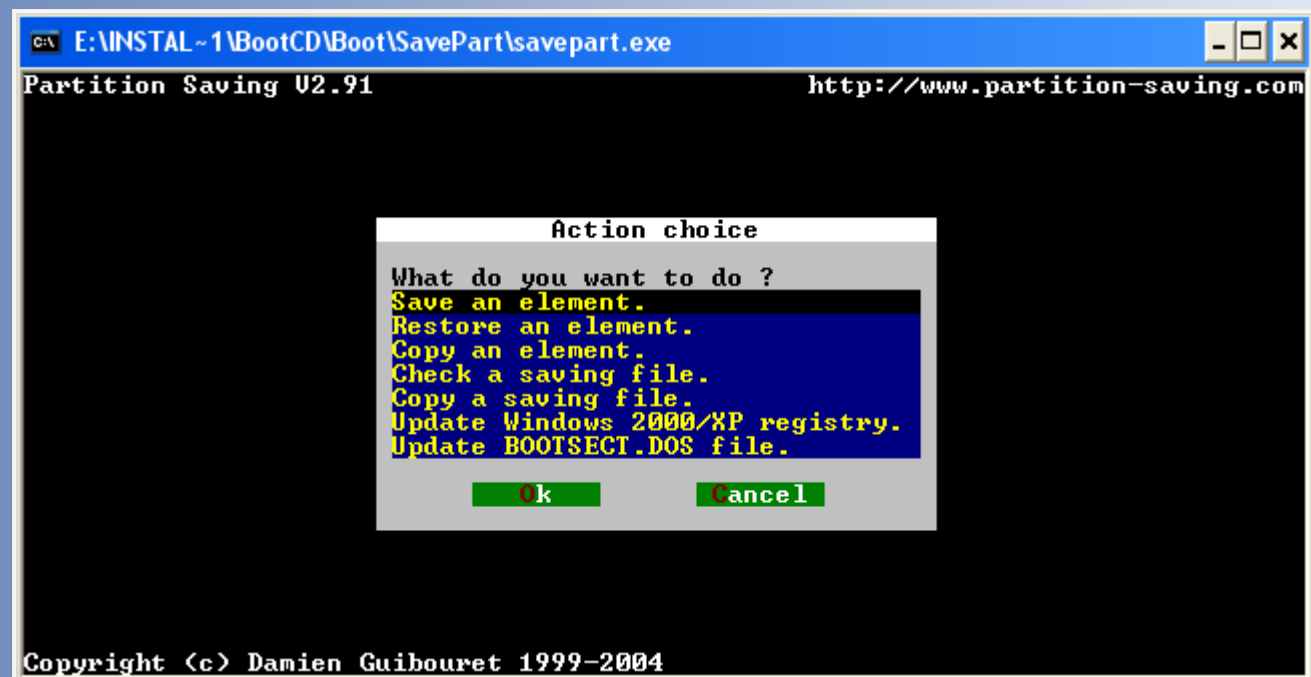 E:\INSTAL~1\BootCD\Boot\SavePart\savepart.exe
Partition Saving V2.91 http://www.partition-saving.com
Action choice
What do you want to do ?
Save an element.
Restore an element.
Copy an element.
Check a saving file.
Copy a saving file.
Update Windows 2000/XP registry.
Update BOOTSECT.DOS file.
Ok Cancel
Copyright (c) Damien Guibouret 1999-2004